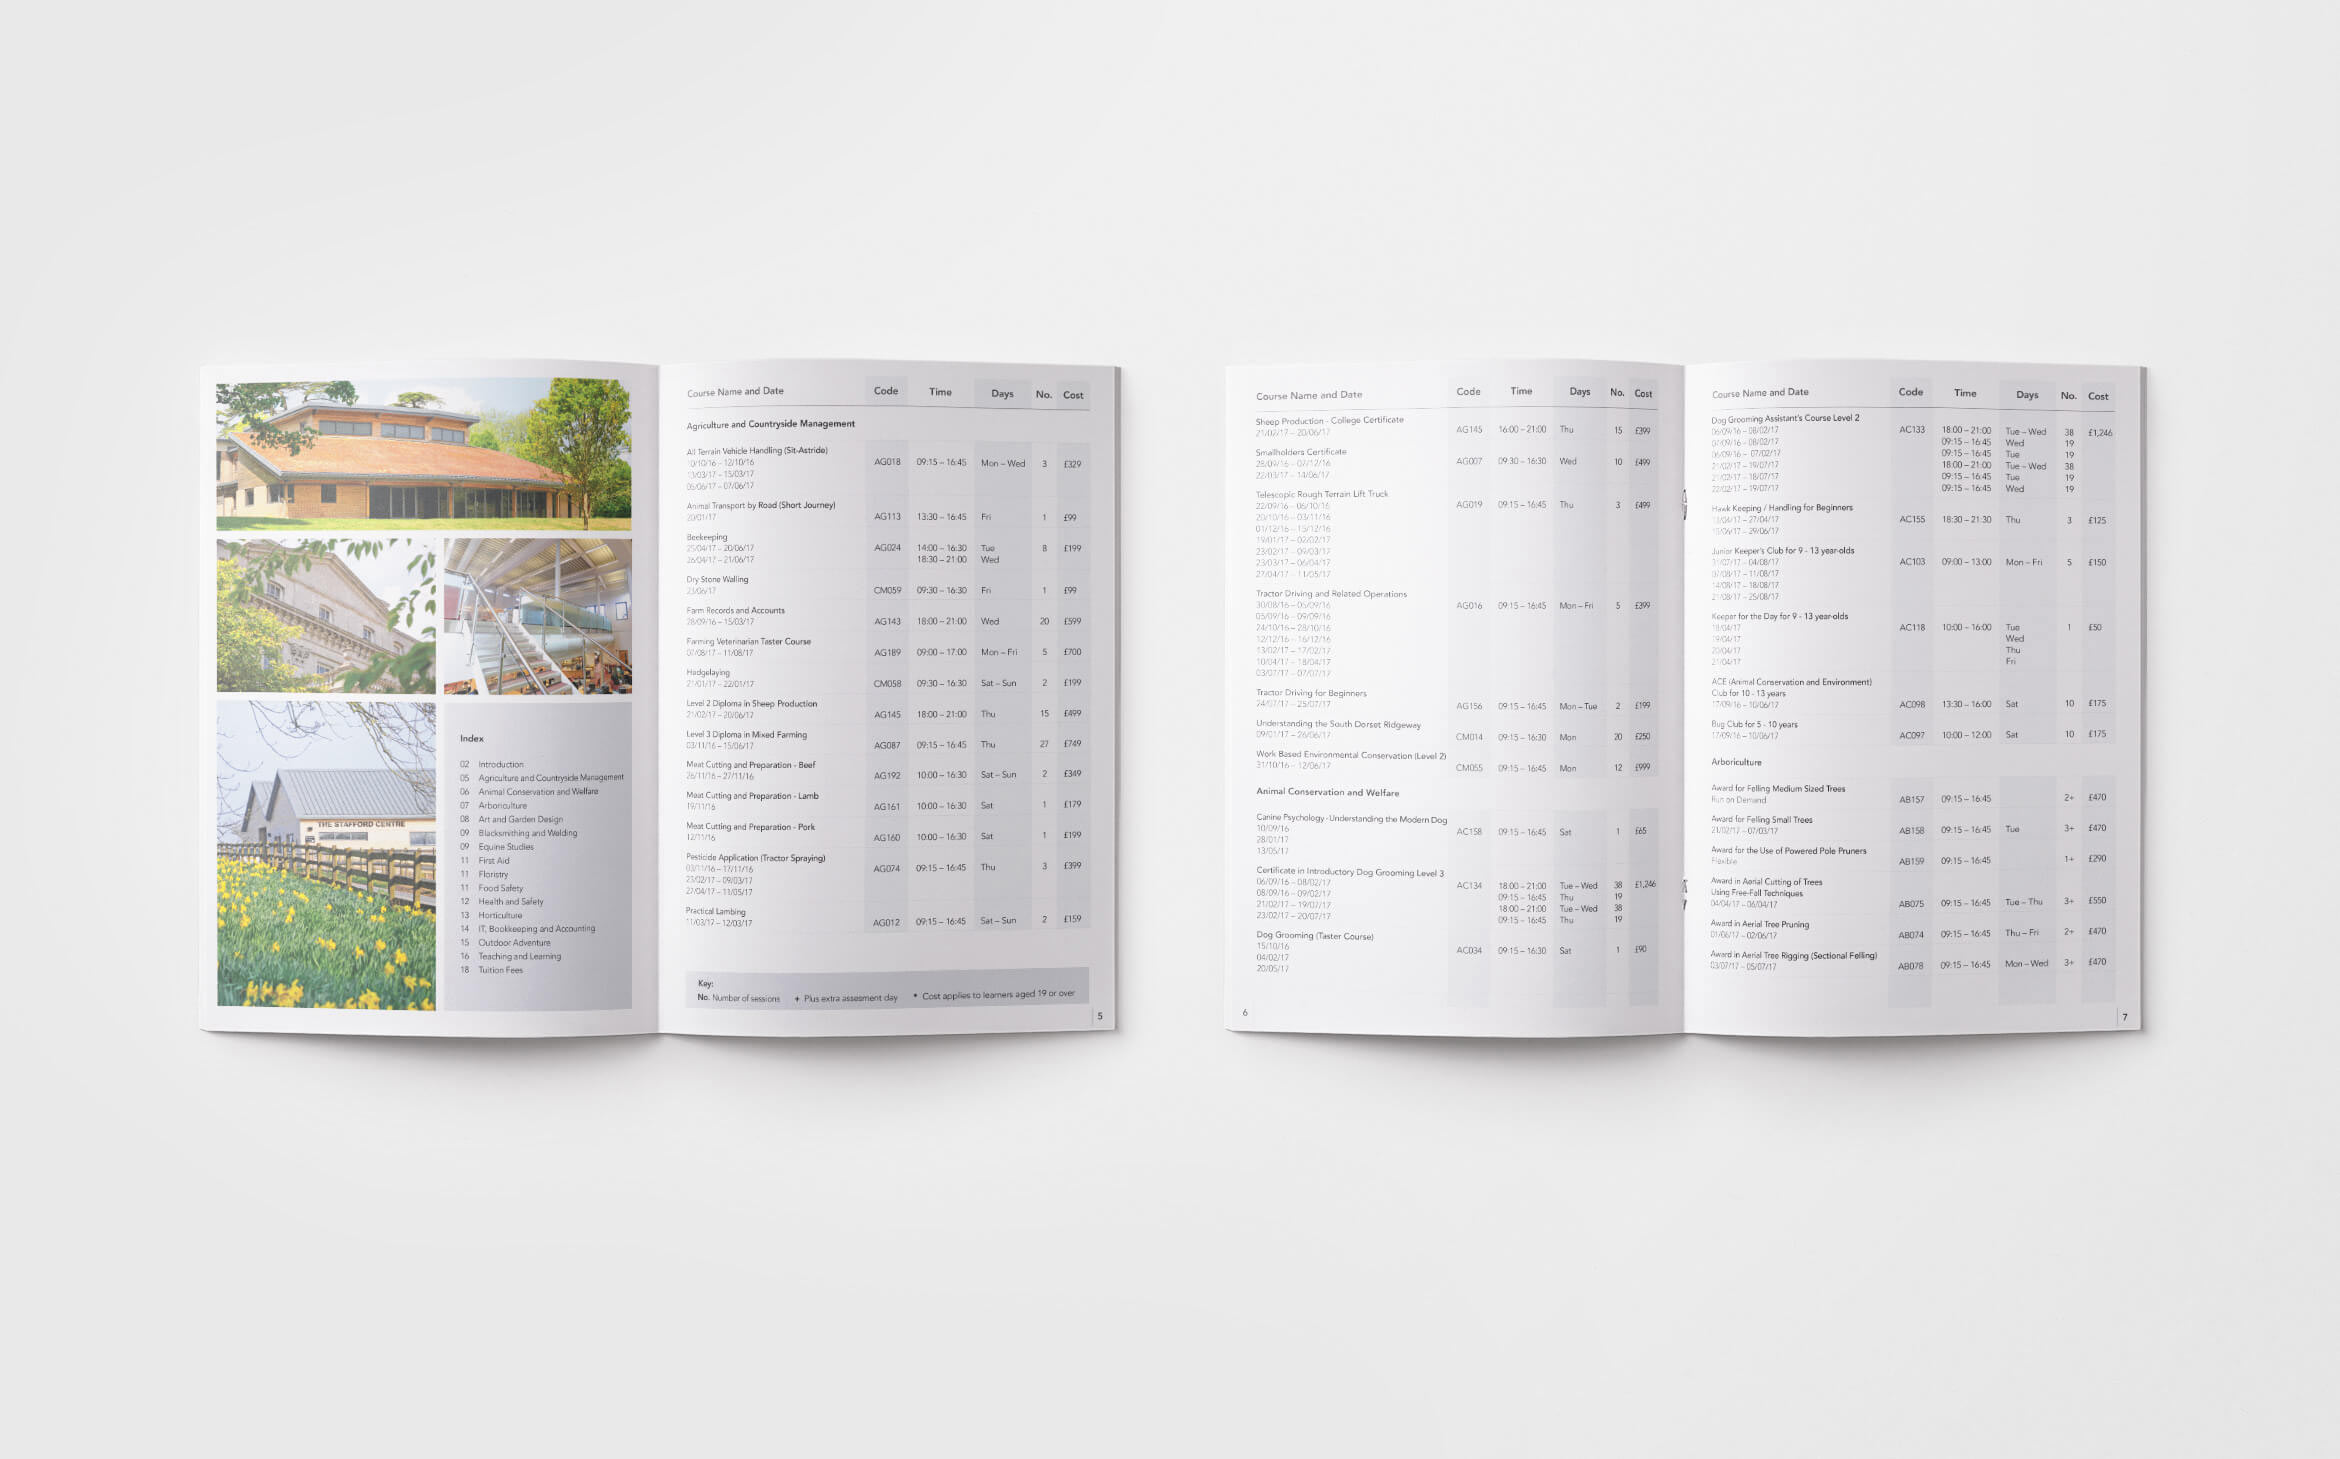 THE STAFFORD CENTRE
Index
02 Introduction
05 Agriculture and Countryside Management
06 Animal Conservation and Welfare
07 Arboriculture
08 Art and Garden Design
09 Blacksmithing and Welding
09 Equine Studies
11 First Aid
11 Floristry
11 Food Safety
12 Health and Safety
13 Horticulture
14 IT, Bookkeeping and Accounting
15 Outdoor Adventure
16 Teaching and Learning
18 Tuition Fees
Course Name and Date Code Time Days No. Cost
Agriculture and Countryside Management
All Terrain Vehicle Handling (Sit-Astride)
10/10/16 – 12/10/16 AG018 09:15 – 16:45 Mon – Wed 3 £329
13/03/17 – 15/03/17
05/06/17 – 07/06/17
Animal Transport by Road (Short Journey)
20/01/17 AG113 13:30 – 16:45 Fri 1 £99
Beekeeping
25/04/17 – 20/06/17 AG024 14:00 – 16:30 Tue 8 £199
26/04/17 – 21/06/17 18:30 – 21:00 Wed
Dry Stone Walling
23/06/17 CM059 09:30 – 16:30 Fri 1 £99
Farm Records and Accounts
28/09/16 – 15/03/17 AG143 18:00 – 21:00 Wed 20 £599
Farming Veterinarian Taster Course
07/08/17 – 11/08/17 AG189 09:00 – 17:00 Mon – Fri 5 £700
Hedgelaying
21/01/17 – 22/01/17 CM058 09:30 – 16:30 Sat – Sun 2 £199
Level 2 Diploma in Sheep Production
21/02/17 – 20/06/17 AG145 18:00 – 21:00 Thu 15 £499
Level 3 Diploma in Mixed Farming
03/11/16 – 15/06/17 AG087 09:15 – 16:45 Thu 27 £749
Meat Cutting and Preparation - Beef
26/11/16 – 27/11/16 AG192 10:00 – 16:30 Sat – Sun 2 £349
Meat Cutting and Preparation - Lamb
19/11/16 AG161 10:00 – 16:30 Sat 1 £179
Meat Cutting and Preparation - Pork
12/11/16 AG160 10:00 – 16:30 Sat 1 £199
Pesticide Application (Tractor Spraying)
03/11/16 – 17/11/16 AG074 09:15 – 16:45 Thu 3 £399
23/02/17 – 09/03/17
27/04/17 – 11/05/17
Practical Lambing
11/03/17 – 12/03/17 AG012 09:15 – 16:45 Sat – Sun 2 £159
Key:
No. Number of sessions + Plus extra assesment day * Cost applies to learners aged 19 or over
5
Course Name and Date Code Time Days No. Cost
Sheep Production - College Certificate
21/02/17 – 20/06/17 AG145 16:00 – 21:00 Thu 15 £399
Smallholders Certificate
28/09/16 – 07/12/16 AG007 09:30 – 16:30 Wed 10 £499
22/03/17 – 14/06/17
Telescopic Rough Terrain Lift Truck
22/09/16 – 06/10/16 AG019 09:15 – 16:45 Thu 3 £499
20/10/16 – 03/11/16
01/12/16 – 15/12/16
19/01/17 – 02/02/17
23/02/17 – 09/03/17
23/03/17 – 06/04/17
27/04/17 – 11/05/17
Tractor Driving and Related Operations
30/08/16 – 05/09/16 AG016 09:15 – 16:45 Mon – Fri 5 £399
05/09/16 – 09/09/16
24/10/16 – 28/10/16
12/12/16 – 16/12/16
13/02/17 – 17/02/17
10/04/17 – 18/04/17
03/07/17 – 07/07/17
Tractor Driving for Beginners
24/07/17 – 25/07/17 AG156 09:15 – 16:45 Mon – Tue 2 £199
Understanding the South Dorset Ridgeway
09/01/17 – 26/06/17 CM014 09:15 – 16:30 Mon 20 £250
Work Based Environmental Conservation (Level 2)
31/10/16 – 12/06/17 CM055 09:15 – 16:45 Mon 12 £999
Animal Conservation and Welfare
Canine Psychology - Understanding the Modern Dog
10/09/16 AC158 09:15 – 16:45 Sat 1 £65
28/01/17
13/05/17
Certificate in Introductory Dog Grooming Level 3
06/09/16 – 08/02/17 AC134 18:00 – 21:00 Tue – Wed 38 £1,246
08/09/16 – 09/02/17 09:15 – 16:45 Thu 19
21/02/17 – 19/07/17 18:00 – 21:00 Tue – Wed 38
23/02/17 – 20/07/17 09:15 – 16:45 Thu 19
Dog Grooming (Taster Course)
15/10/16 AC034 09:15 – 16:30 Sat 1 £90
04/02/17
20/05/17
6
Course Name and Date Code Time Days No. Cost
Dog Grooming Assistant's Course Level 2
06/09/16 – 08/02/17 AC133 18:00 – 21:00 Tue – Wed 38 £1,246
07/09/16 – 08/02/17 09:15 – 16:45 Wed 19
06/09/16 – 07/02/17 09:15 – 16:45 Tue 19
21/02/17 – 19/07/17 18:00 – 21:00 Tue – Wed 38
21/02/17 – 18/07/17 09:15 – 16:45 Tue 19
22/02/17 – 19/07/17 09:15 – 16:45 Wed 19
Hawk Keeping / Handling for Beginners
13/04/17 – 27/04/17 AC155 18:30 – 21:30 Thu 3 £125
15/06/17 – 29/06/17
Junior Keeper's Club for 9 - 13 year-olds
31/07/17 – 04/08/17 AC103 09:00 – 13:00 Mon – Fri 5 £150
07/08/17 – 11/08/17
14/08/17 – 18/08/17
21/08/17 – 25/08/17
Keeper for the Day for 9 - 13 year-olds
18/04/17 AC118 10:00 – 16:00 Tue 1 £50
19/04/17 Wed
20/04/17 Thu
21/04/17 Fri
ACE (Animal Conservation and Environment)
Club for 10 - 13 years
17/09/16 – 10/06/17 AC098 13:30 – 16:00 Sat 10 £175
Bug Club for 5 - 10 years
17/09/16 – 10/06/17 AC097 10:00 – 12:00 Sat 10 £175
Arboriculture
Award for Felling Medium Sized Trees
Run on Demand AB157 09:15 – 16:45 2+ £470
Award for Felling Small Trees
21/02/17 – 07/03/17 AB158 09:15 – 16:45 Tue 3+ £470
Award for the Use of Powered Pole Pruners
Flexible AB159 09:15 – 16:45 1+ £290
Award in Aerial Cutting of Trees
Using Free-Fall Techniques
04/04/17 – 06/04/17 AB075 09:15 – 16:45 Tue – Thu 3+ £550
Award in Aerial Tree Pruning
01/06/17 – 02/06/17 AB074 09:15 – 16:45 Thu – Fri 2+ £470
Award in Aerial Tree Rigging (Sectional Felling)
03/07/17 – 05/07/17 AB078 09:15 – 16:45 Mon – Wed 3+ £470
7